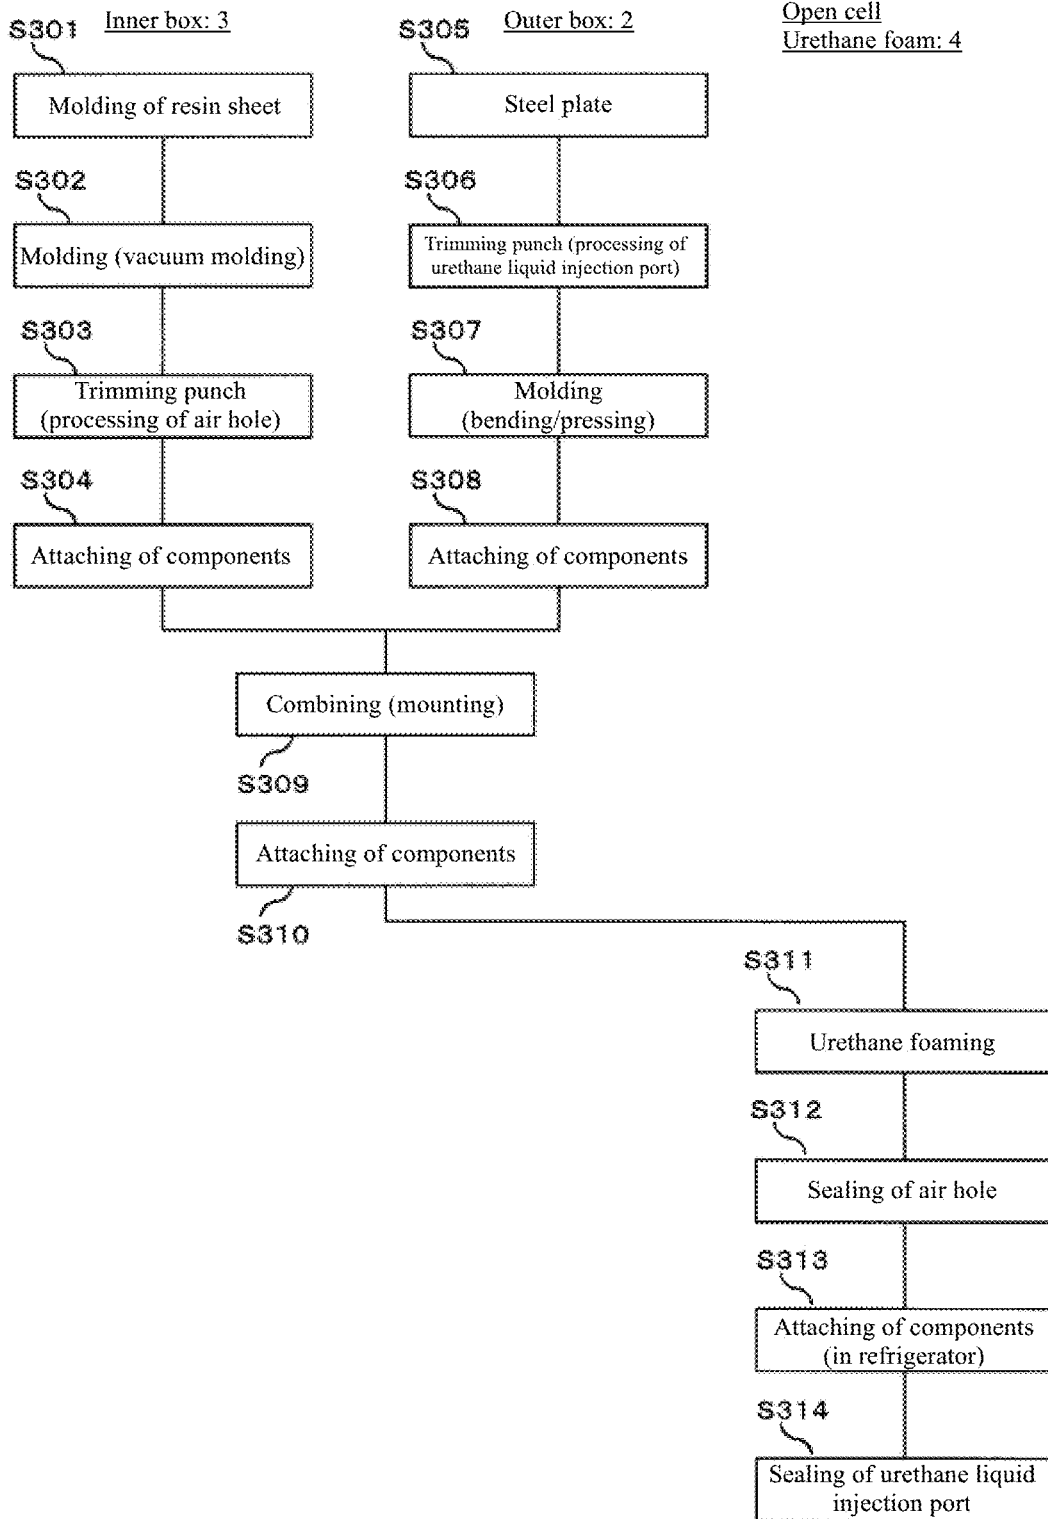 Inner box: 3
Outer box: 2
Open cell
Urethane foam: 4
S301
Molding of resin sheet
S305
Steel plate
S302
Molding (vacuum molding)
S306
Trimming punch (processing of
urethane liquid injection port)
S303
Trimming punch
(processing of air hole)
S307
Molding
(bending/pressing)
S304
Attaching of components
S308
Attaching of components
Combining (mounting)
S309
Attaching of components
S310
S311
Urethane foaming
S312
Sealing of air hole
S313
Attaching of components
(in refrigerator)
S314
Sealing of urethane liquid
injection port